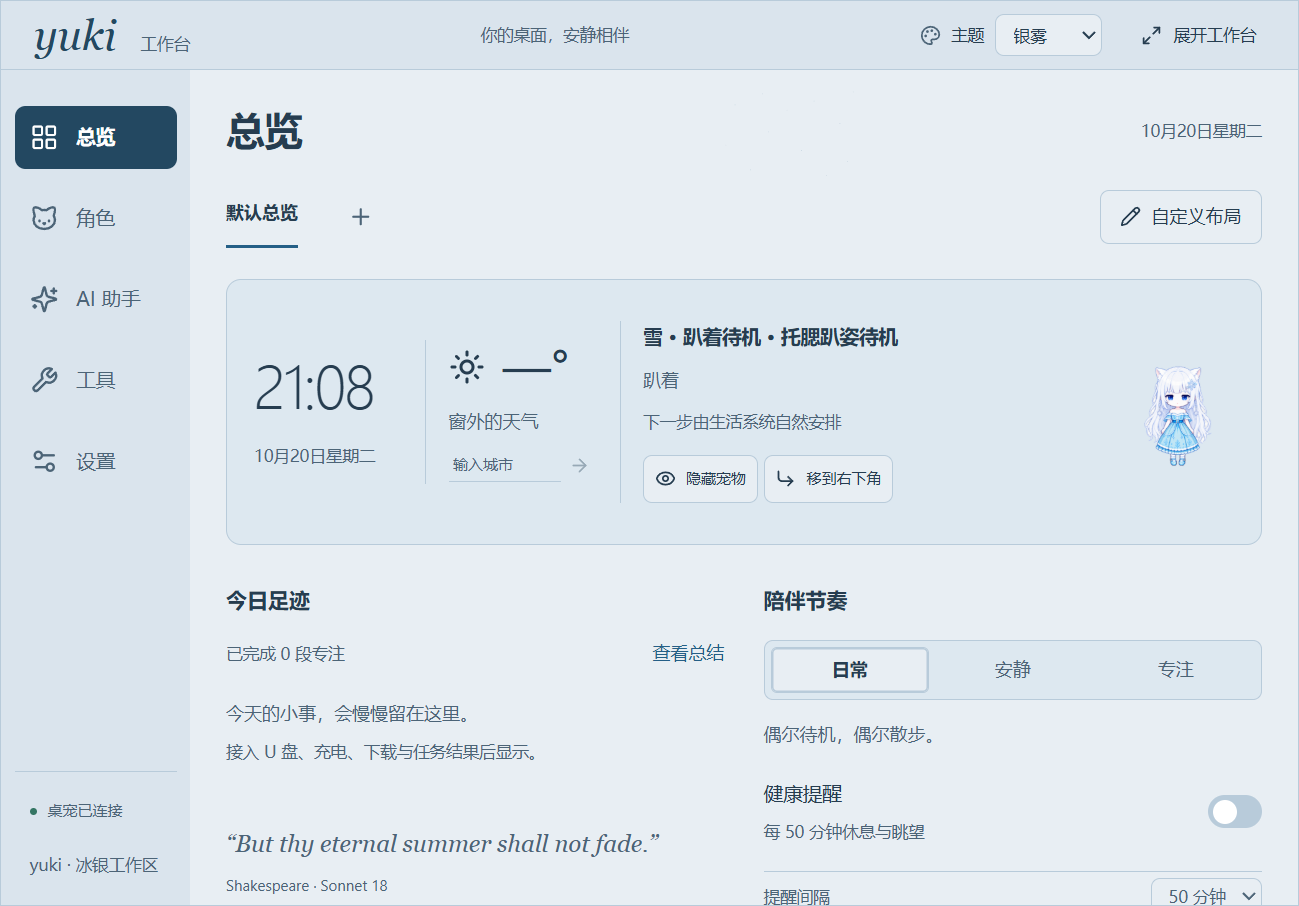 yuki 工作台
你的桌面，安静相伴
主题
银雾
展开工作台
总览
角色
AI 助手
工具
设置
桌宠已连接
yuki · 冰银工作区
总览
10月20日星期二
默认总览
+
自定义布局
21:08
10月20日星期二
—°
窗外的天气
输入城市
雪 • 趴着待机 • 托腮趴姿待机
趴着
下一步由生活系统自然安排
隐藏宠物
移到右下角
今日足迹
已完成 0 段专注
查看总结
今天的小事，会慢慢留在这里。
接入 U 盘、充电、下载与任务结果后显示。
“But thy eternal summer shall not fade.”
Shakespeare · Sonnet 18
陪伴节奏
日常
安静
专注
偶尔待机，偶尔散步。
健康提醒
每 50 分钟休息与眺望
提醒间隔
50 分钟